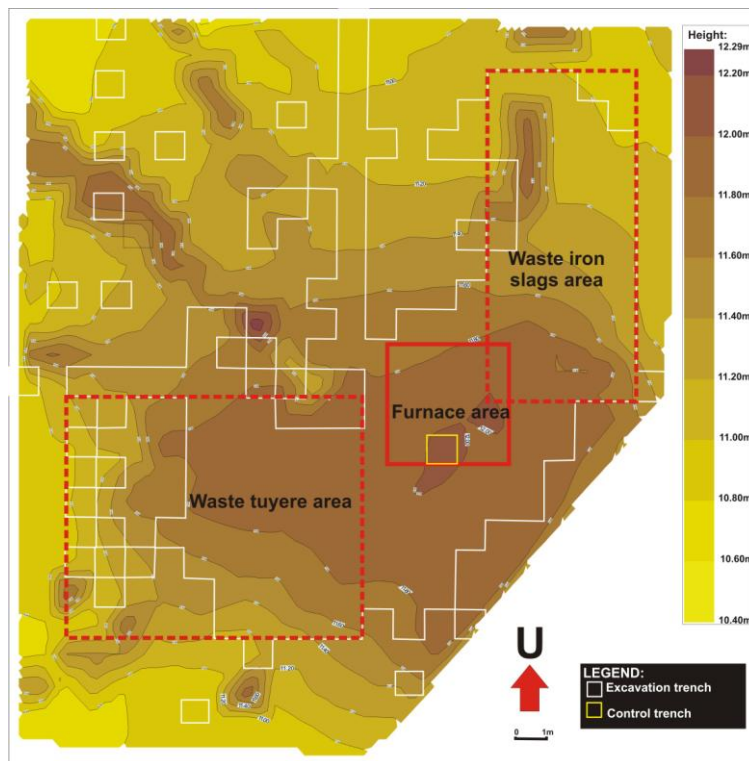 Height:
12.29m
12.20m
12.00m
11.80m
11.60m
11.40m
11.20m
11.00m
10.80m
10.60m
10.40m
Waste iron
slags area
Furnace area
Waste tuyere area
11.20
U
0 1m
LEGEND:
Excavation trench
Control trench